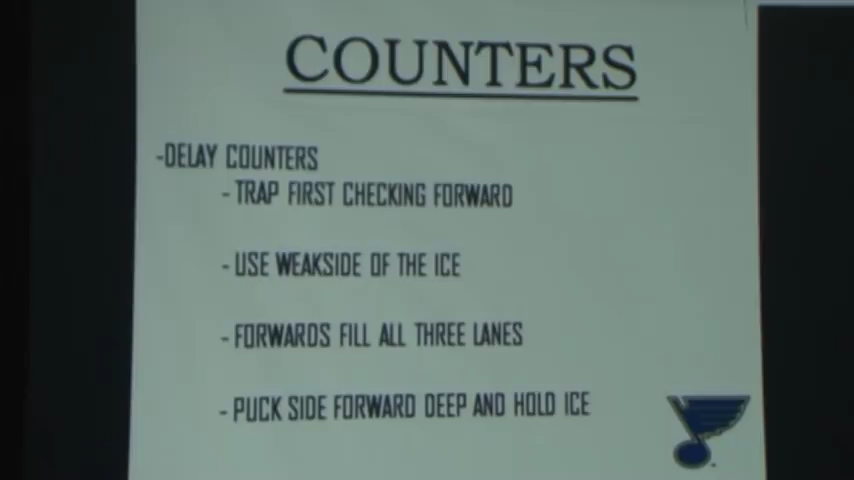 COUNTERS
-DELAY COUNTERS
- TRAP FIRST CHECKING FORWARD
- USE WEAKSIDE OF THE ICE
- FORWARDS FILL ALL THREE LANES
- PUCK SIDE FORWARD DEEP AND HOLD ICE